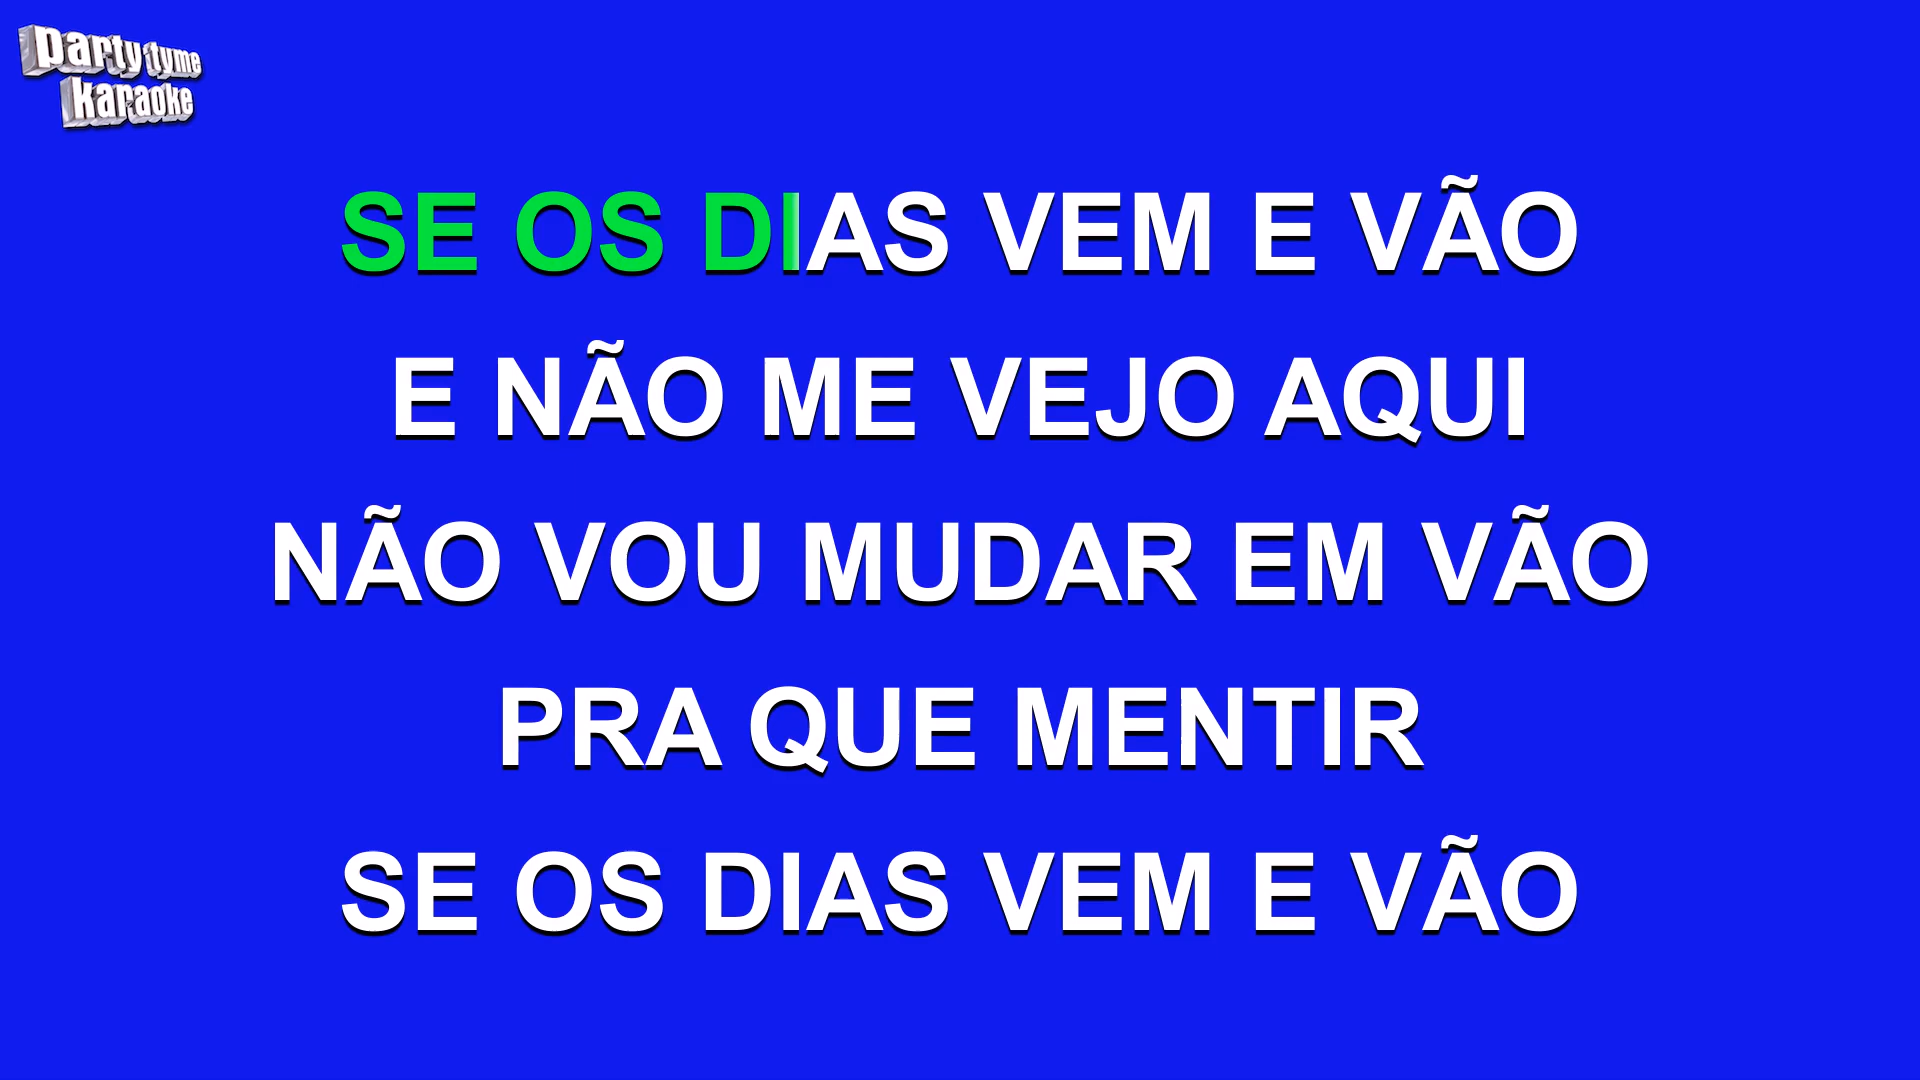 party tyme
karaoke
SE OS DIAS VEM E VÃO
E NÃO ME VEJO AQUI
NÃO VOU MUDAR EM VÃO
PRA QUE MENTIR
SE OS DIAS VEM E VÃO